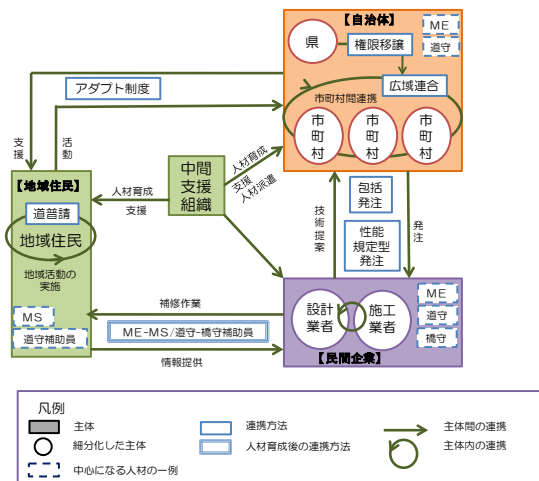 【自治体】
ME
道守
県
権限移譲
広域連合
市町村間連携
市町村
市町村
市町村
アダプト制度
支援
活動
人材育成
支援
人材派遣
中間
支援
組織
人材育成
支援
【地域住民】
道普請
地域住民
地域活動の
実施
MS
道守補助員
技術提案
包括
発注
性能
規定型
発注
発注
補修作業
ME-MS/道守-橋守補助員
情報提供
設計
業者
施工
業者
ME
道守
橋守
【民間企業】
凡例
主体
細分化した主体
中心になる人材の一例
連携方法
人材育成後の連携方法
主体間の連携
主体内の連携